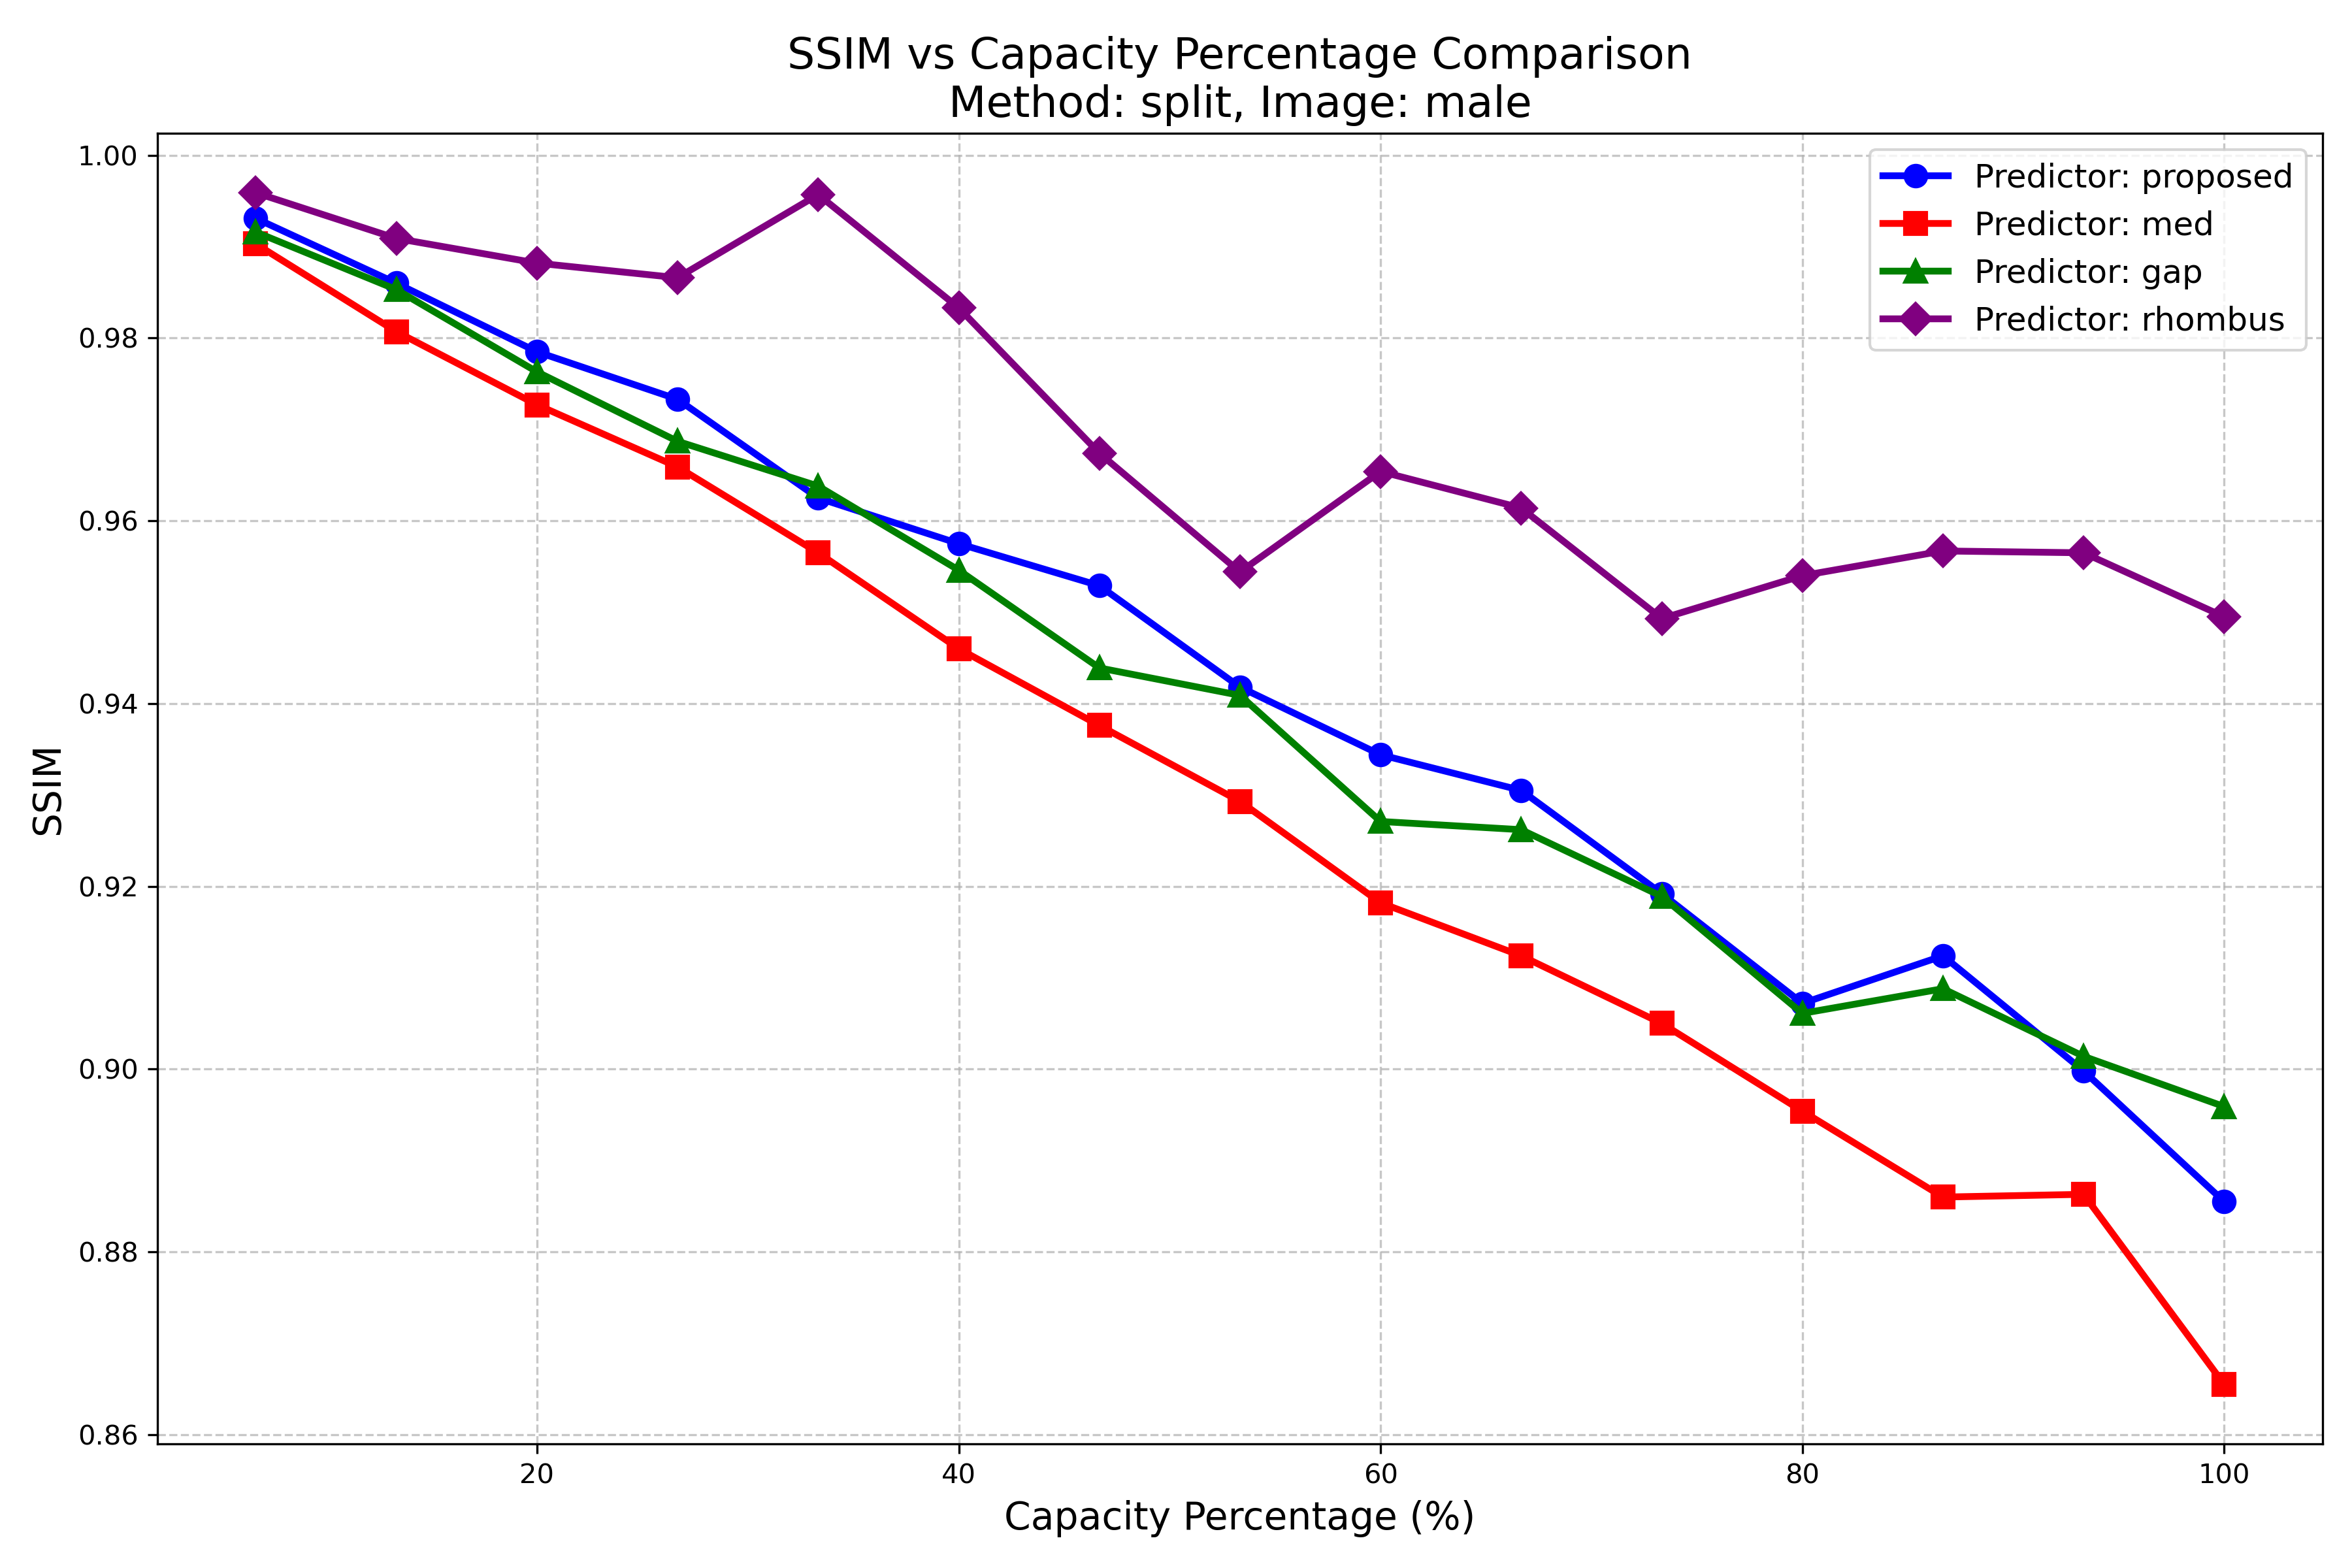 SSIM vs Capacity Percentage Comparison
Method: split, Image: male
1.00
0.98
0.96
0.94
0.92
0.90
0.88
0.86
SSIM
20
40
60
80
100
Capacity Percentage (%)
Predictor: proposed
Predictor: med
Predictor: gap
Predictor: rhombus